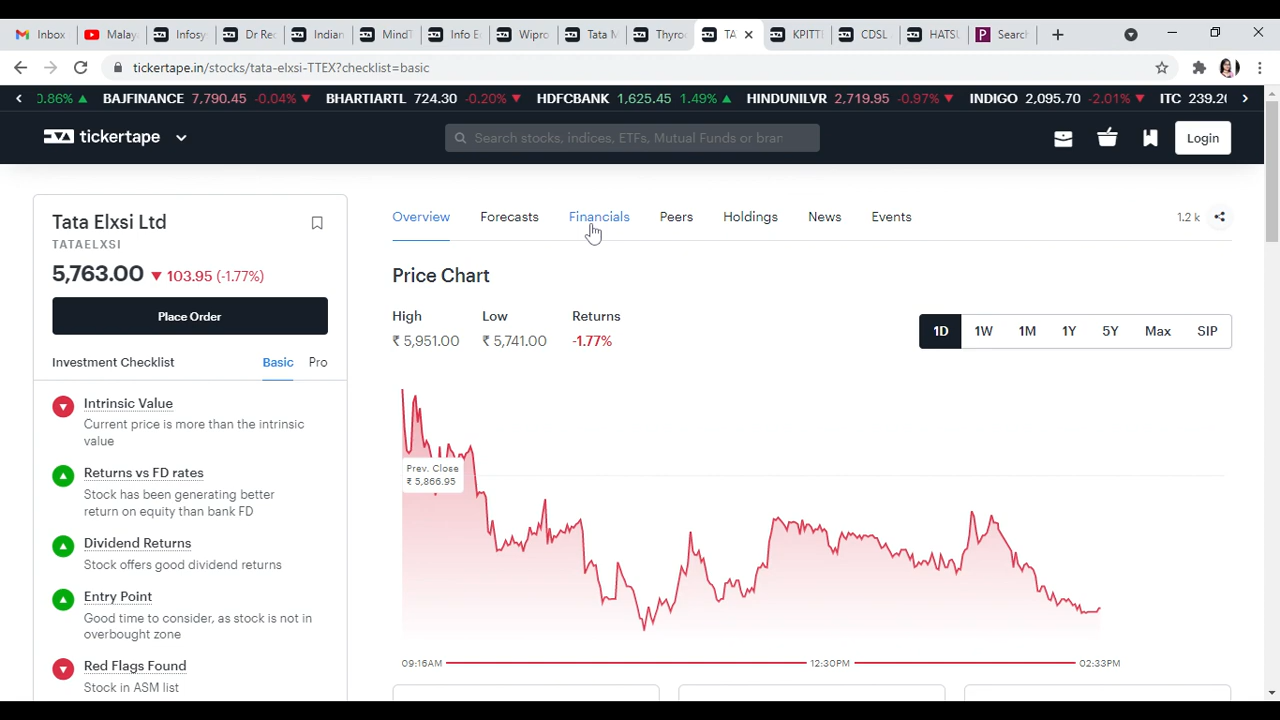 Inbox
Malay
Infosy
Dr Re
Indian
MindT
Info E
Wipro
Tata M
Thyro
TA
KPITTI
CDSL
HATSU
Searc
tickertape.in/stocks/tata-elxsi-TTEX?checklist=basic
0.86% BAJFINANCE 7,790.45 -0.04% BHARTIARTL 724.30 -0.20% HDFCBANK 1,625.45 1.49% HINDUNILVR 2,719.95 -0.97% INDIGO 2,095.70 -2.01% ITC 239.20
tickertape
Search stocks, indices, ETFs, Mutual Funds or bran
Login
Tata Elxsi Ltd
TATAELXSI
5,763.00 103.95 (-1.77%)
Place Order
Investment Checklist Basic Pro
Intrinsic Value
Current price is more than the intrinsic
value
Returns vs FD rates
Stock has been generating better
return on equity than bank FD
Dividend Returns
Stock offers good dividend returns
Entry Point
Good time to consider, as stock is not in
overbought zone
Red Flags Found
Stock in ASM list
Overview Forecasts Financials Peers Holdings News Events
1.2 k
Price Chart
High Low Returns
₹ 5,951.00 ₹ 5,741.00 -1.77%
1D 1W 1M 1Y 5Y Max SIP
Prev. Close
₹ 5,866.95
09:16AM 12:30PM 02:33PM